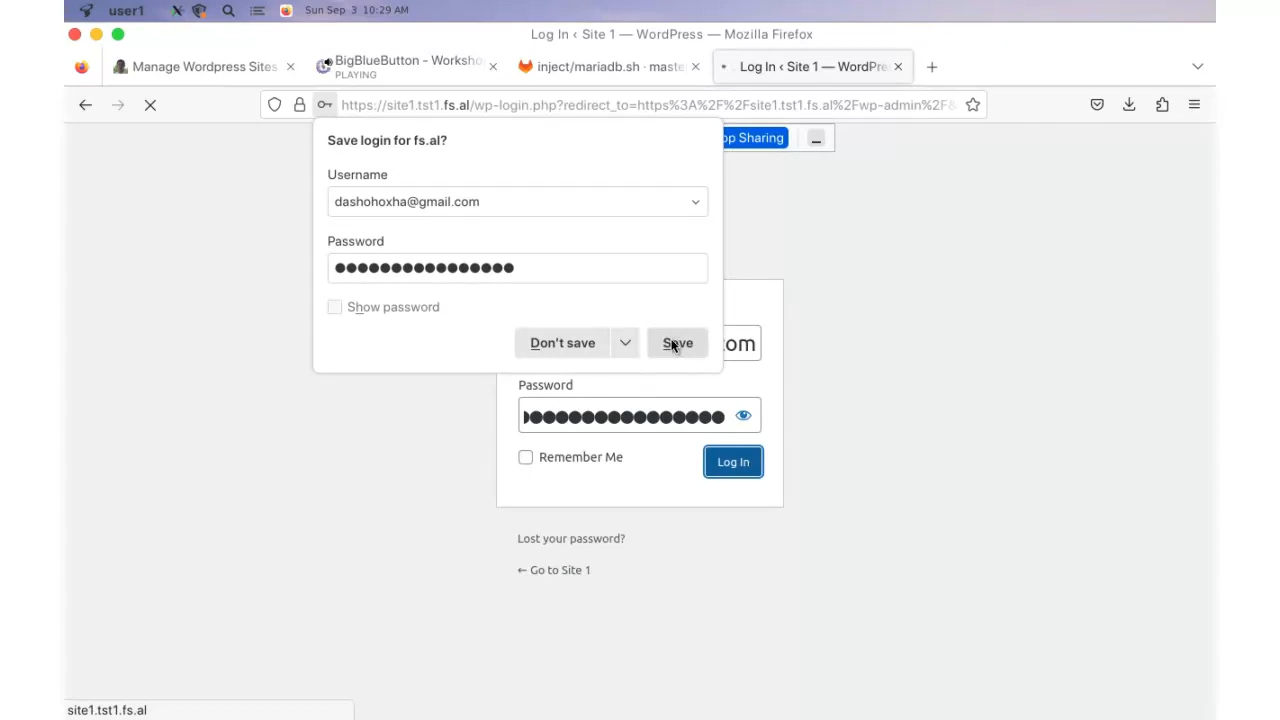 user1
Sun Sep 3 10:29 AM
Log In ‹ Site 1 — WordPress — Mozilla Firefox
Manage Wordpress Sites
BigBlueButton - Worksho
PLAYING
inject/mariadb.sh · maste
Log In ‹ Site 1 — WordPre
https://site1.tst1.fs.al/wp-login.php?redirect_to=https%3A%2F%2Fsite1.tst1.fs.al%2Fwp-admin%2F&
op Sharing
Save login for fs.al?
Username
dashohoxha@gmail.com
Password
Show password
Don't save
Save
com
Password
Remember Me
Log In
Lost your password?
← Go to Site 1
site1.tst1.fs.al